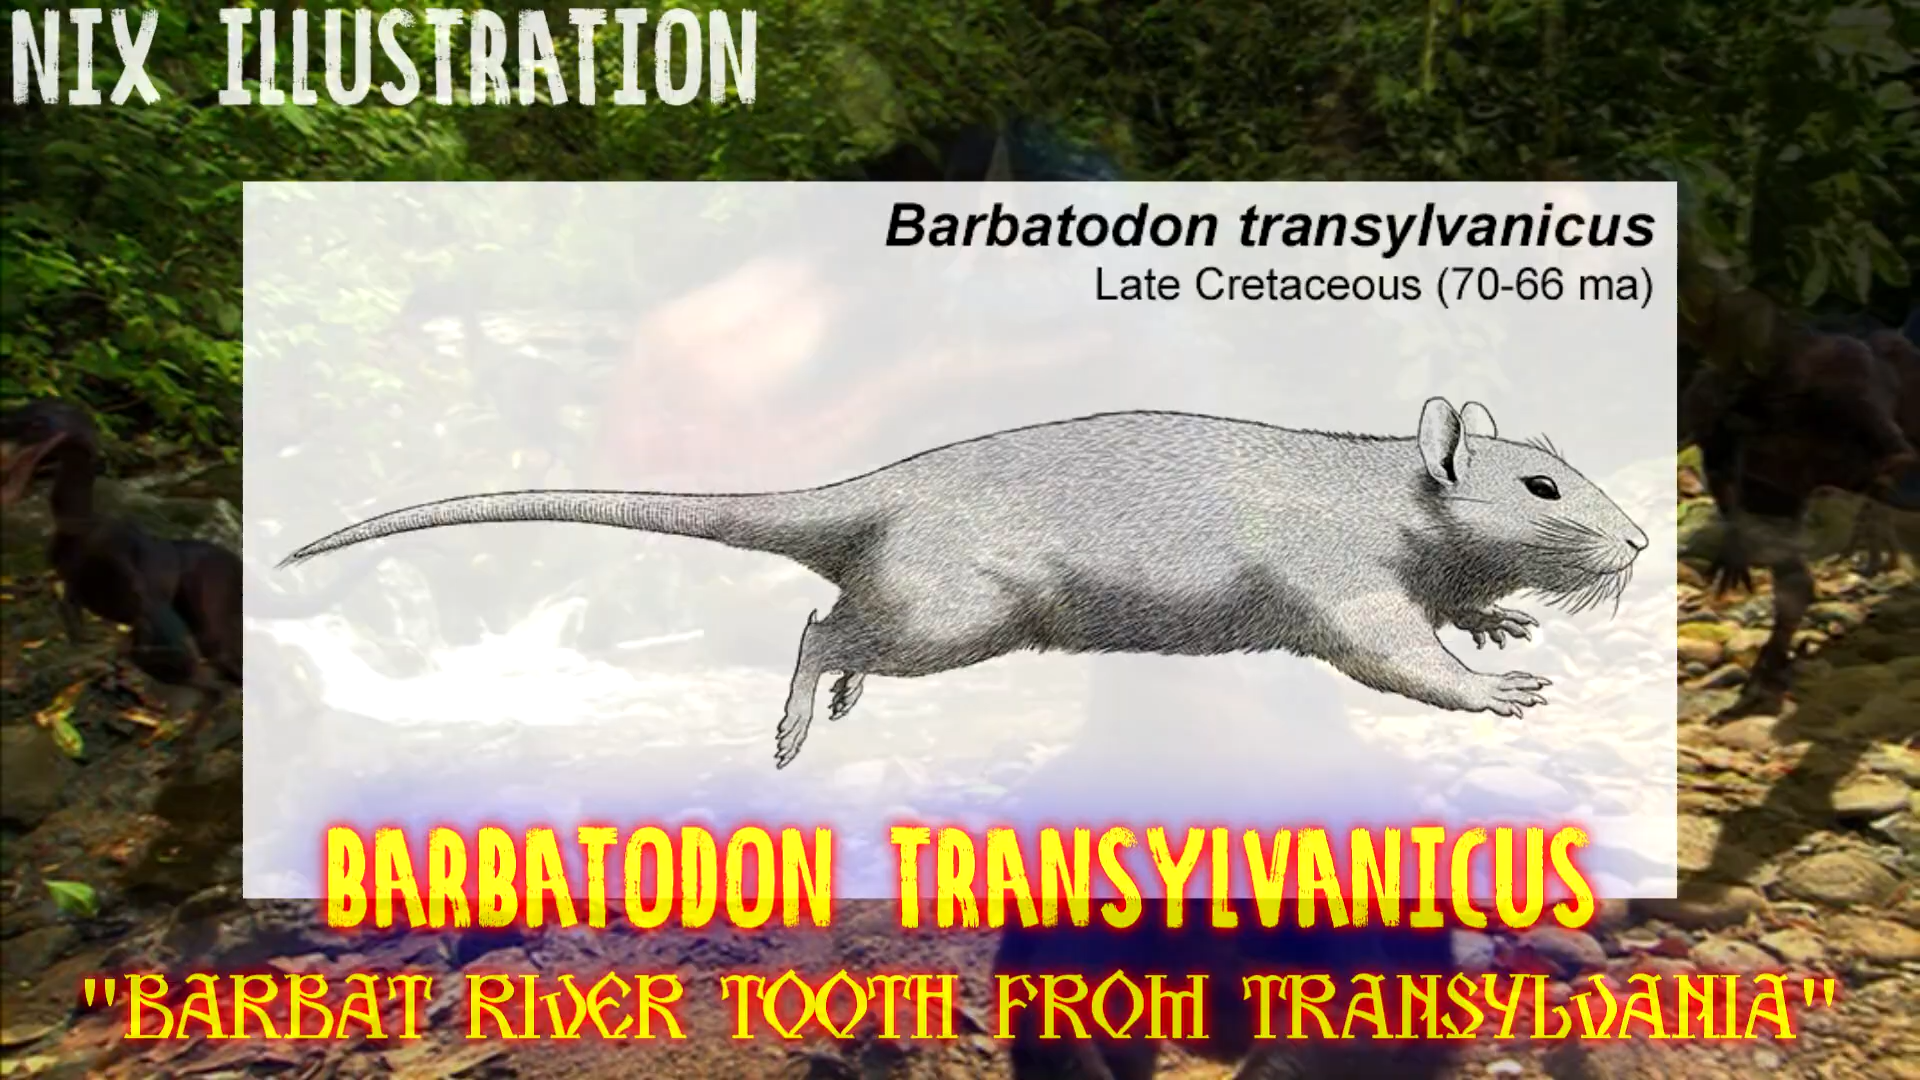 NIX ILLUSTRATION
Barbatodon transylvanicus
Late Cretaceous (70-66 ma)
BARBATODON TRANSYLVANICUS
"BARBAT RIVER TOOTH FROM TRANSYLVANIA"